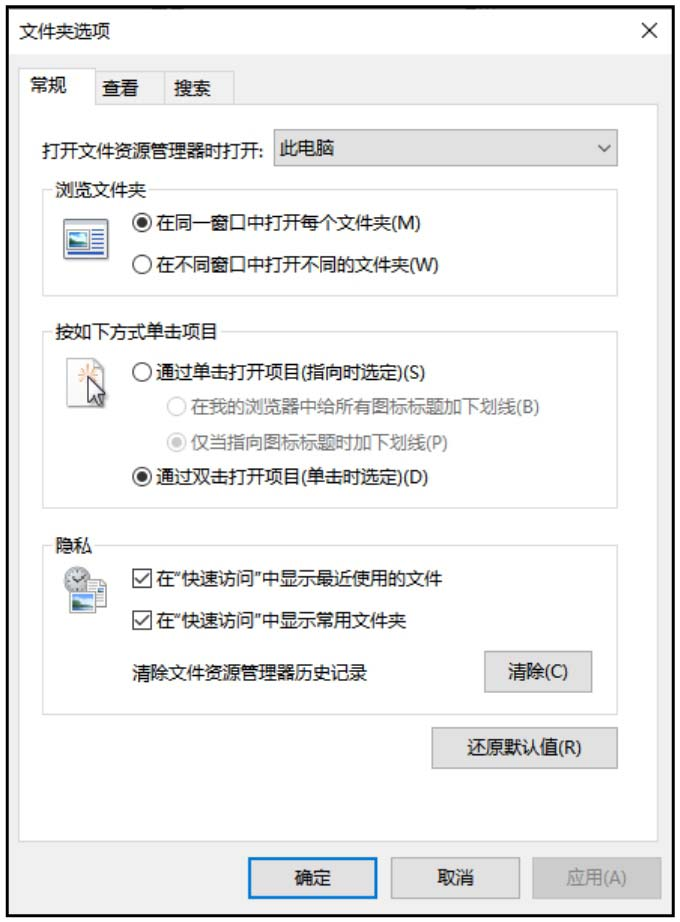 文件夹选项
常规 查看 搜索
打开文件资源管理器时打开: 此电脑
浏览文件夹
在同一窗口中打开每个文件夹(M)
在不同窗口中打开不同的文件夹(W)
按如下方式单击项目
通过单击打开项目(指向时选定)(S)
在我的浏览器中给所有图标标题加下划线(B)
仅当指向图标标题时加下划线(P)
通过双击打开项目(单击时选定)(D)
隐私
在“快速访问”中显示最近使用的文件
在“快速访问”中显示常用文件夹
清除文件资源管理器历史记录 清除(C)
还原默认值(R)
确定 取消 应用(A)